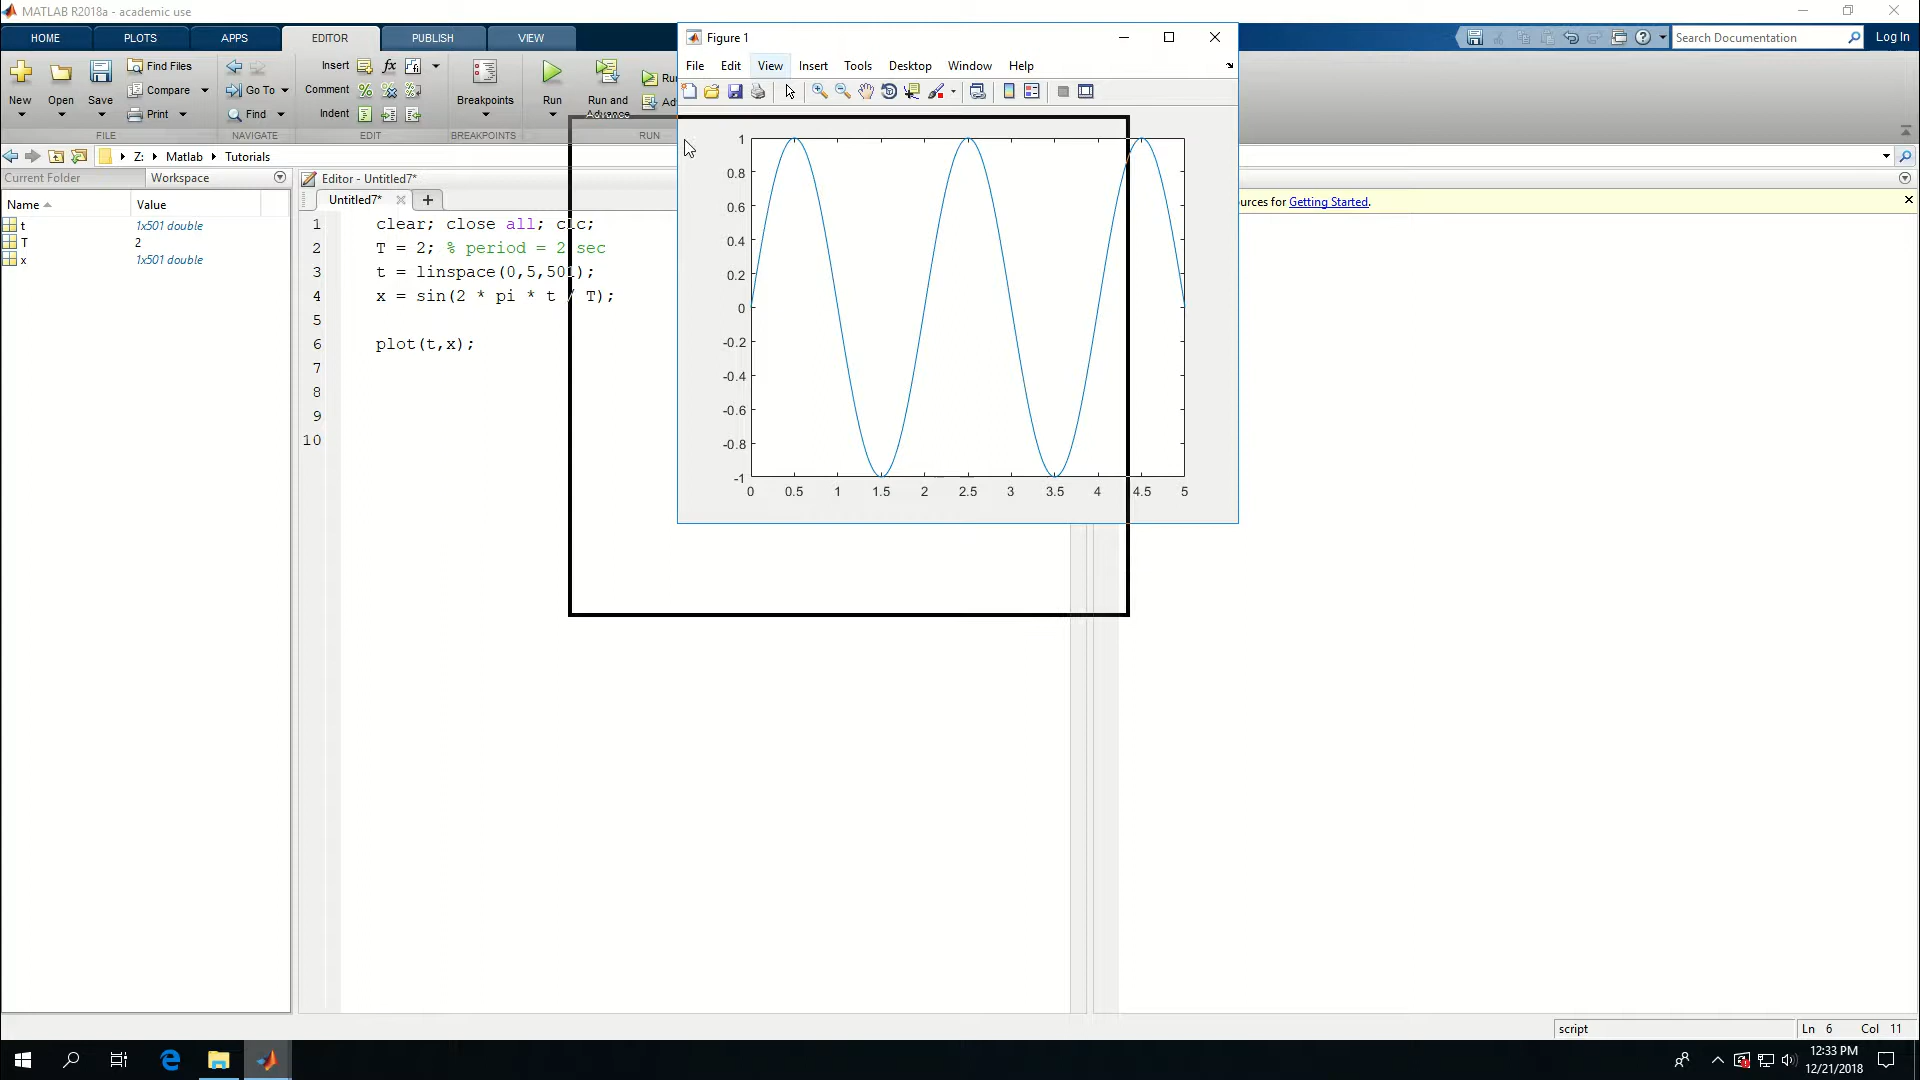 MATLAB R2018a - academic use
HOME PLOTS APPS EDITOR PUBLISH VIEW
Search Documentation
Log In
New
Open
Save
Find Files
Compare
Print
FILE
Go To
Find
NAVIGATE
Insert fx
Comment
Indent
EDIT
Breakpoints
BREAKPOINTS
Run
Run and
Advance
Ru
Ad
RUN
Z: Matlab Tutorials
Current Folder
Workspace
Name Value
t 1x501 double
T 2
x 1x501 double
Editor - Untitled7*
Untitled7*
1 clear; close all; clc;
2 T = 2; % period = 2 sec
3 t = linspace(0,5,501);
4 x = sin(2 * pi * t / T);
5
6 plot(t,x);
7
8
9
10
Figure 1
File Edit View Insert Tools Desktop Window Help
1
0.8
0.6
0.4
0.2
0
-0.2
-0.4
-0.6
-0.8
-1
0 0.5 1 1.5 2 2.5 3 3.5 4 4.5 5
urces for Getting Started.
script
Ln 6 Col 11
12:33 PM
12/21/2018